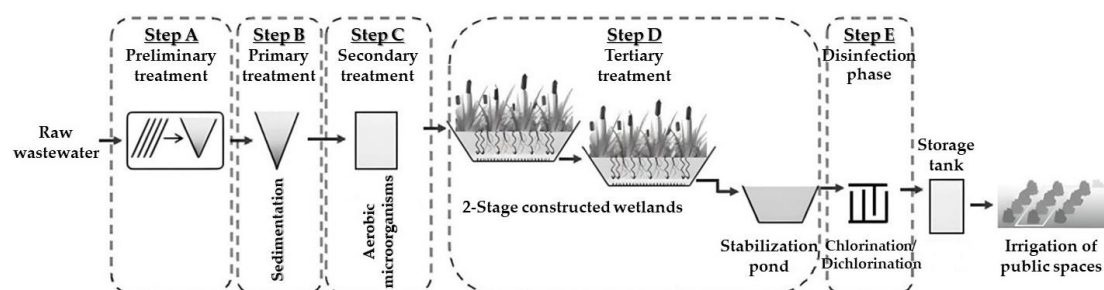 Step A
Preliminary
treatment
Step B
Primary
treatment
Step C
Secondary
treatment
Step D
Tertiary
treatment
Step E
Disinfection
phase
Raw
wastewater
Sedimentation
Aerobic
microorganisms
2-Stage constructed wetlands
Stabilization
pond
Chlorination/
Dichlorination
Storage
tank
Irrigation of
public spaces